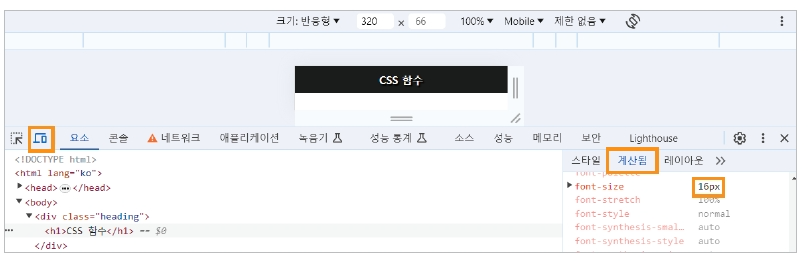 크기: 반응형 ▼ 320 × 66 100% ▼ Mobile ▼ 제한 없음 ▼
CSS 함수
요소 콘솔 네트워크 애플리케이션 녹음기 성능 통계 소스 성능 메모리 보안 Lighthouse
<!DOCTYPE html>
<html lang="ko">
▶<head>…</head>
▼<body>
▼<div class="heading">
… <h1>CSS 함수</h1> == $0
</div>
스타일 계산됨 레이아웃 »
▶ font-size 16px
font-stretch 100%
font-style normal
font-synthesis-smal… auto
font-synthesis-style auto